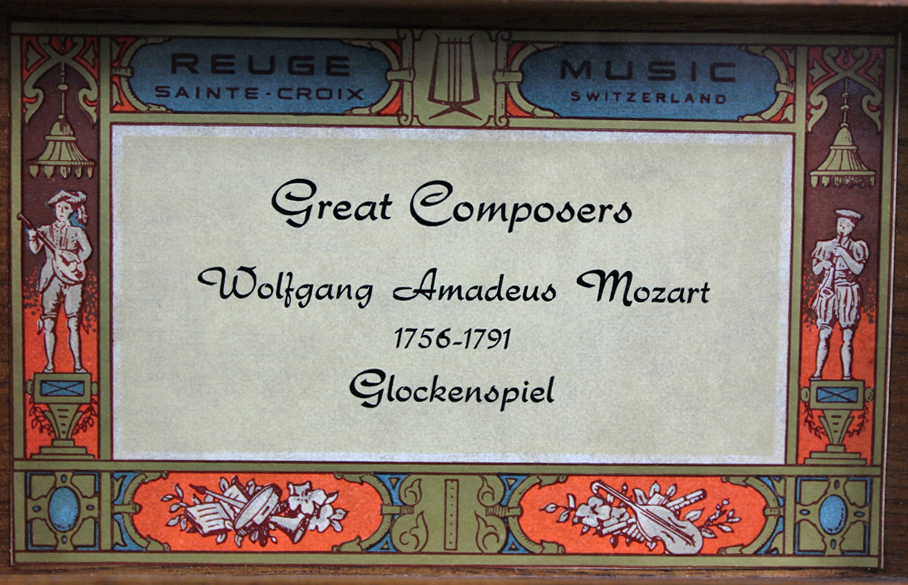 REUGE
SAINTE-CROIX
MUSIC
SWITZERLAND
Great Composers
Wolfgang Amadeus Mozart
1756-1791
Glockenspiel